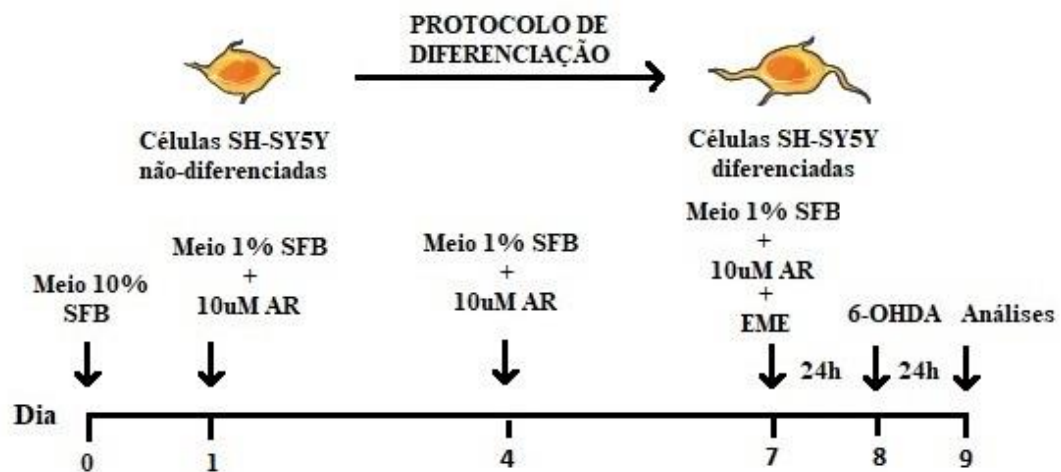 PROTOCOLO DE
DIFERENCIAÇÃO
Células SH-SY5Y
não-diferenciadas
Células SH-SY5Y
diferenciadas
Meio 10%
SFB
Meio 1% SFB
+
10uM AR
Meio 1% SFB
+
10uM AR
Meio 1% SFB
+
10uM AR
+
EME
24h
6-OHDA
24h
Análises
Dia
0
1
4
7
8
9